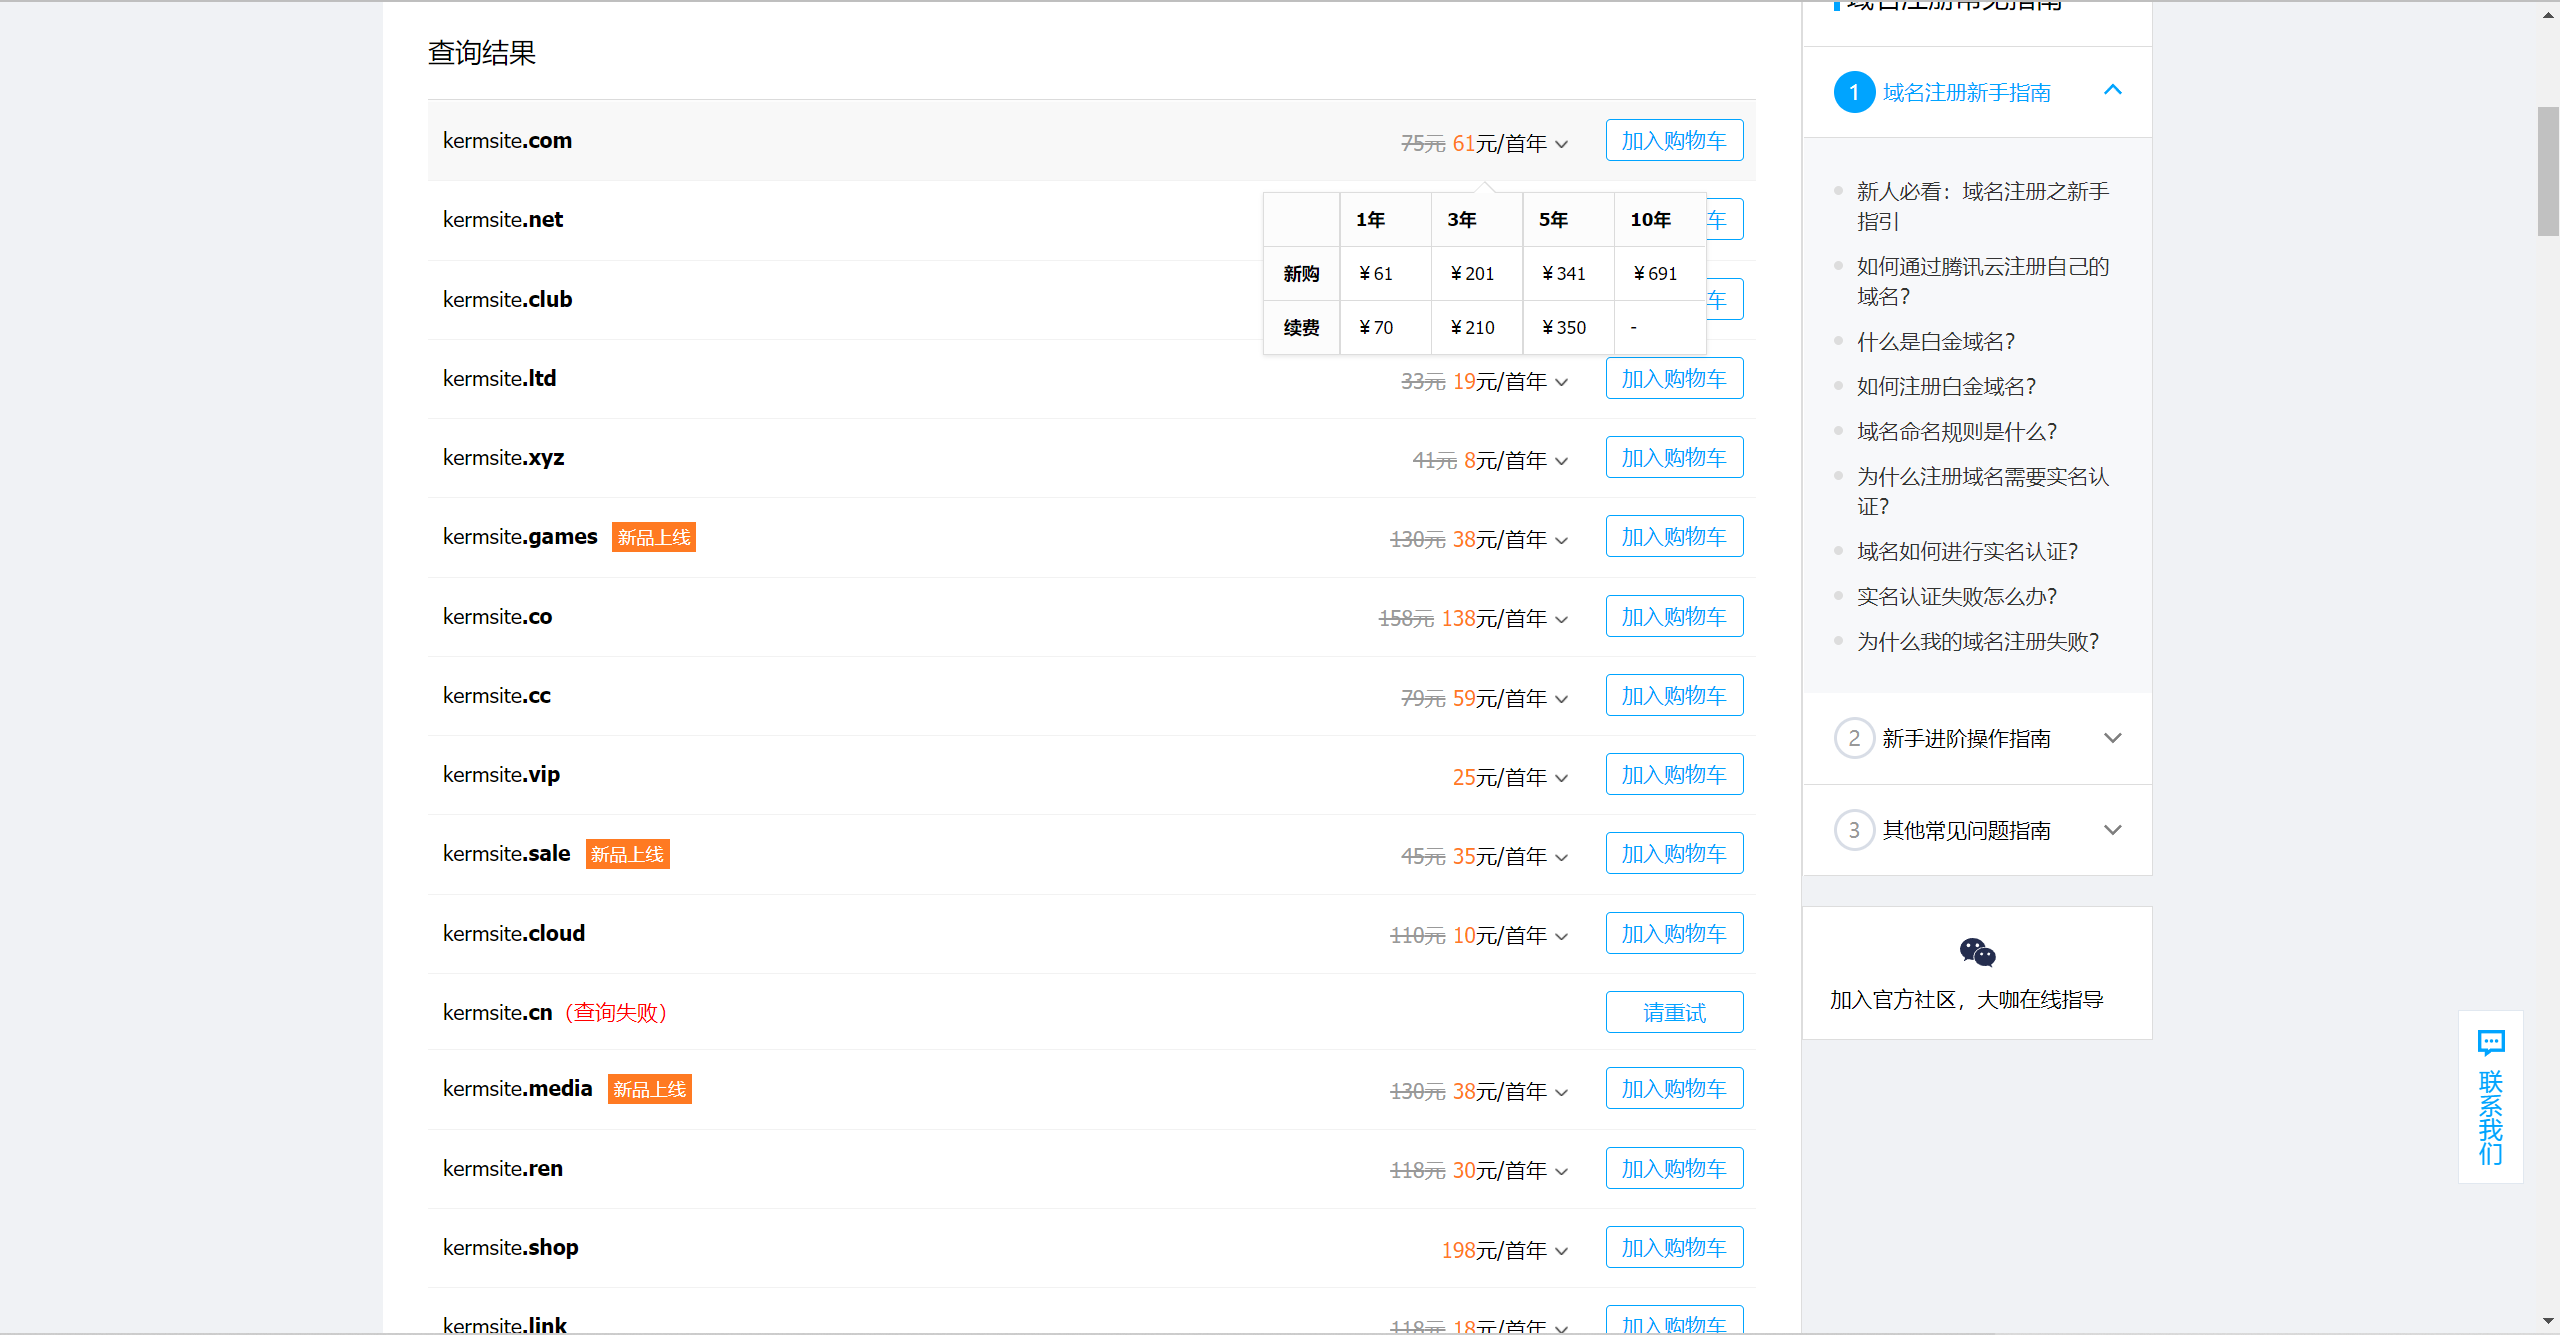 查询结果
kermsite.com 75元 61元/首年 加入购物车
kermsite.net 车
1年 3年 5年 10年
新购 ¥61 ¥201 ¥341 ¥691
kermsite.club 车
续费 ¥70 ¥210 ¥350 -
kermsite.ltd 33元 19元/首年 加入购物车
kermsite.xyz 41元 8元/首年 加入购物车
kermsite.games 新品上线 130元 38元/首年 加入购物车
kermsite.co 158元 138元/首年 加入购物车
kermsite.cc 79元 59元/首年 加入购物车
kermsite.vip 25元/首年 加入购物车
kermsite.sale 新品上线 45元 35元/首年 加入购物车
kermsite.cloud 110元 10元/首年 加入购物车
kermsite.cn（查询失败） 请重试
kermsite.media 新品上线 130元 38元/首年 加入购物车
kermsite.ren 118元 30元/首年 加入购物车
kermsite.shop 198元/首年 加入购物车
kermsite.link 118元 18元/首年 加入购物车
域名注册常见指南
1 域名注册新手指南
新人必看：域名注册之新手
指引
如何通过腾讯云注册自己的
域名？
什么是白金域名？
如何注册白金域名？
域名命名规则是什么？
为什么注册域名需要实名认
证？
域名如何进行实名认证？
实名认证失败怎么办？
为什么我的域名注册失败？
2 新手进阶操作指南
3 其他常见问题指南
加入官方社区，大咖在线指导
联系我们